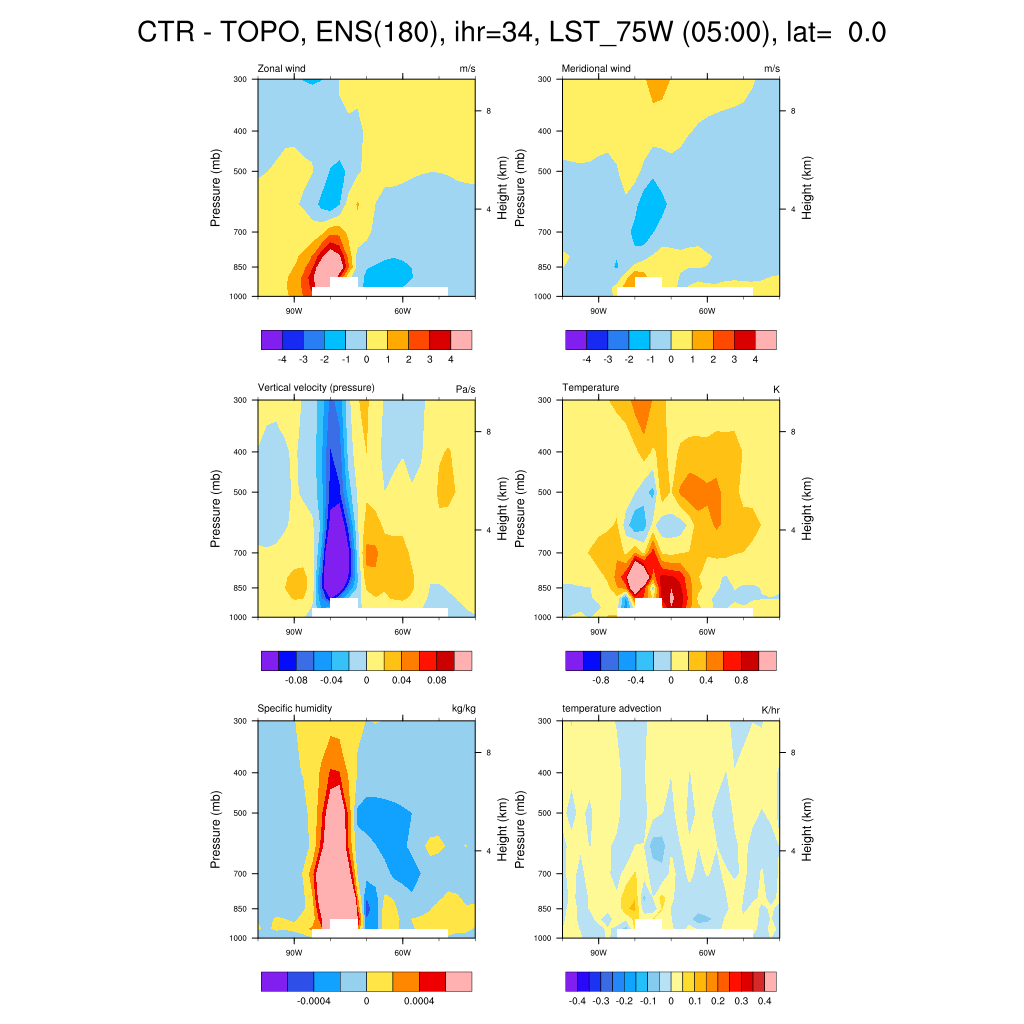 CTR - TOPO, ENS(180), ihr=34, LST_75W (05:00), lat= 0.0
Zonal wind m/s
Meridional wind m/s
Pressure (mb)
300
400
500
700
850
1000
8
4
Height (km)
90W 60W
-4 -3 -2 -1 0 1 2 3 4
Pressure (mb)
300
400
500
700
850
1000
8
4
Height (km)
90W 60W
-4 -3 -2 -1 0 1 2 3 4
Vertical velocity (pressure) Pa/s
Temperature K
Pressure (mb)
300
400
500
700
850
1000
8
4
Height (km)
90W 60W
-0.08 -0.04 0 0.04 0.08
Pressure (mb)
300
400
500
700
850
1000
8
4
Height (km)
90W 60W
-0.8 -0.4 0 0.4 0.8
Specific humidity kg/kg
temperature advection K/hr
Pressure (mb)
300
400
500
700
850
1000
8
4
Height (km)
90W 60W
-0.0004 0 0.0004
Pressure (mb)
300
400
500
700
850
1000
8
4
Height (km)
90W 60W
-0.4 -0.3 -0.2 -0.1 0 0.1 0.2 0.3 0.4